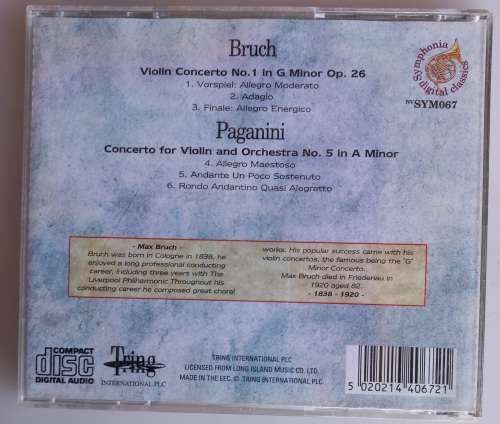 Bruch
Violin Concerto No.1 in G Minor Op. 26
1. Vorspiel: Allegro Moderato
2. Adagio
3. Finale: Allegro Energico
Symphonia
digital classics
SYM067
Paganini
Concerto for Violin and Orchestra No. 5 in A Minor
4. Allegro Maestoso
5. Andante Un Poco Sostenuto
6. Rondo Andantino Quasi Alegretto
- Max Bruch -
Bruch was born in Cologne in 1838, he
enjoyed a long professional conducting
career, including three years with The
Liverpool Philharmonic Throughout his
conducting career he composed great choral
works. His popular success came with his
violin concertos, the famous being the "G"
Minor Concerto.
Max Bruch died in Friedenau in
1920 aged 82.
- 1838 - 1920 -
COMPACT
disc
DIGITAL AUDIO
Tring
INTERNATIONAL PLC
TRING INTERNATIONAL PLC
LICENSED FROM LONG ISLAND MUSIC CO. LTD.
MADE IN THE EEC. © TRING INTERNATIONAL PLC.
5 020214 406721